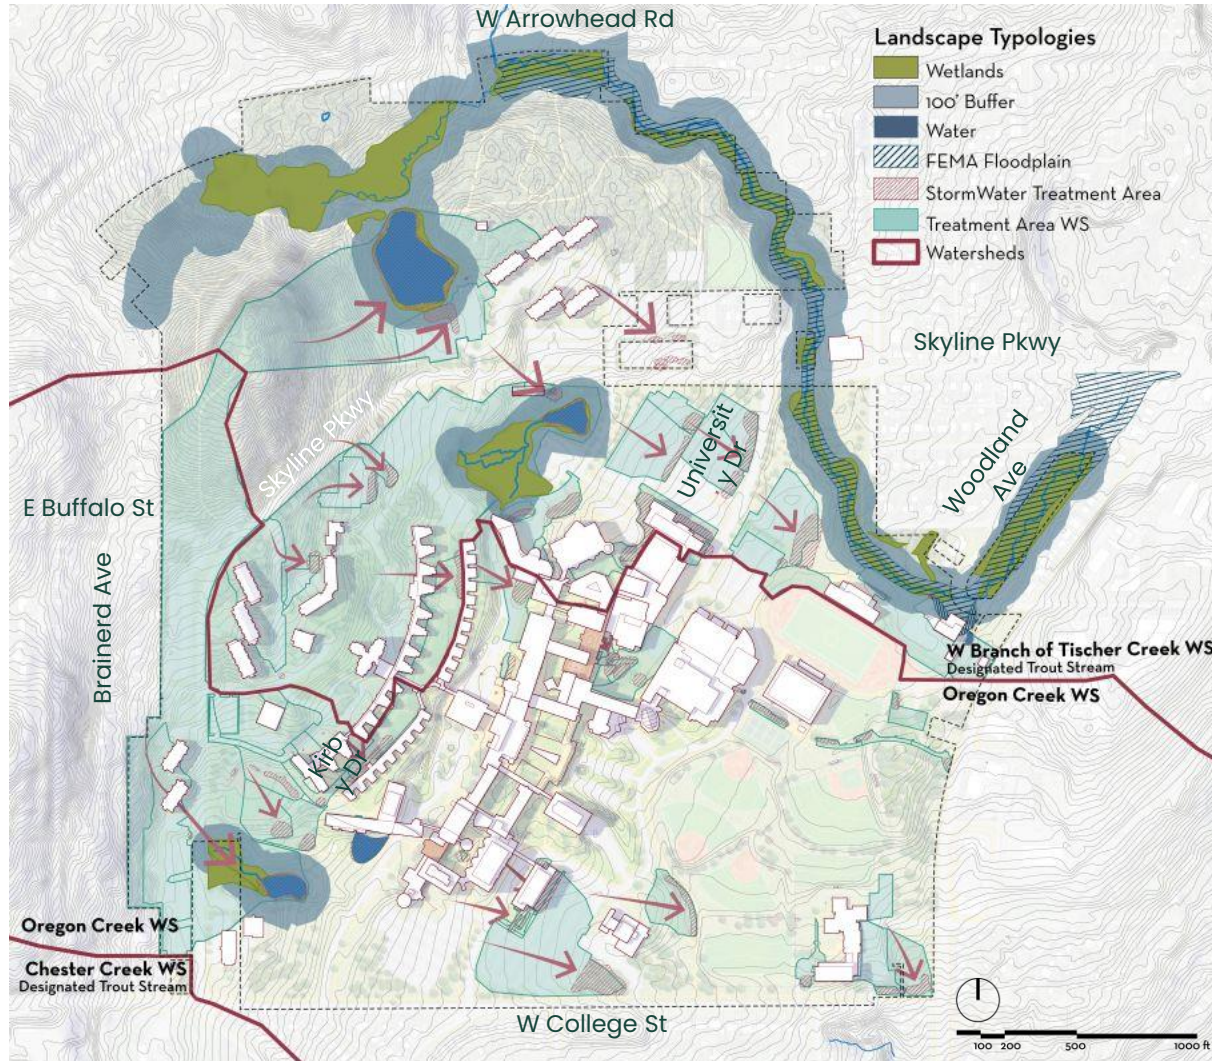 W Arrowhead Rd
Landscape Typologies
Wetlands
100' Buffer
Water
FEMA Floodplain
StormWater Treatment Area
Treatment Area WS
Watersheds
Skyline Pkwy
Skyline Pkwy
Universit
y Dr
Woodland
Ave
E Buffalo St
Brainerd Ave
W Branch of Tischer Creek WS
Designated Trout Stream
Oregon Creek WS
Kirb
y Dr
Oregon Creek WS
Chester Creek WS
Designated Trout Stream
W College St
100 200 500 1000 ft